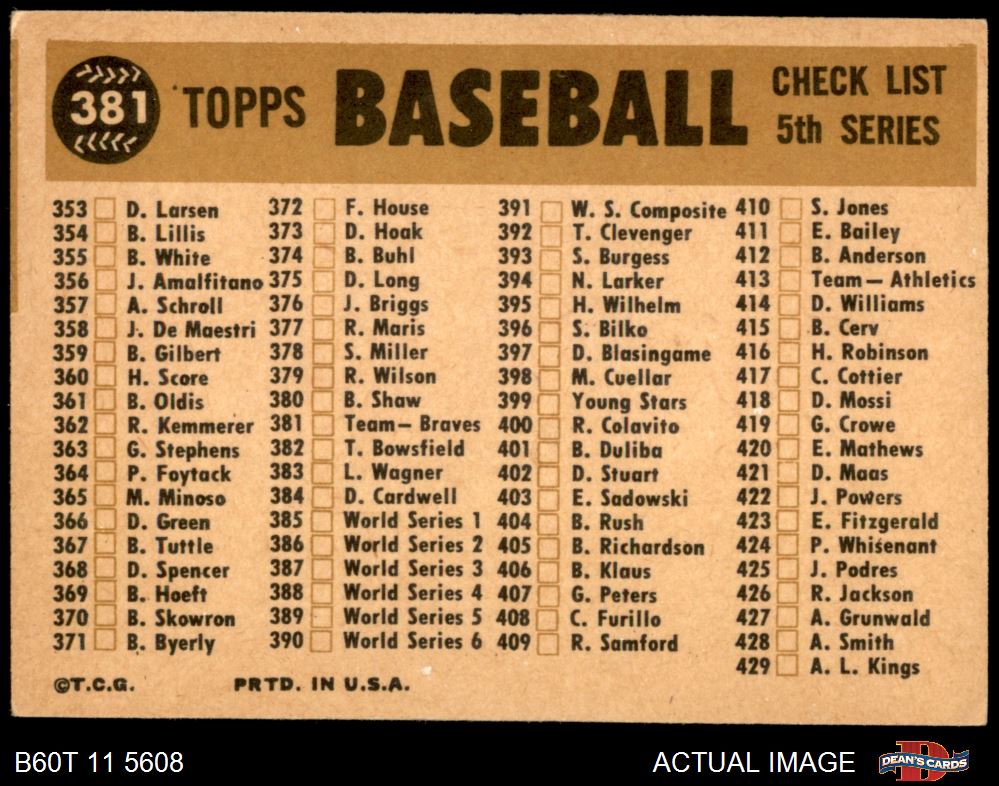 381 TOPPS BASEBALL CHECK LIST
5th SERIES
353 D. Larsen
354 B. Lillis
355 B. White
356 J. Amalfitano
357 A. Schroll
358 J. De Maestri
359 B. Gilbert
360 H. Score
361 B. Oldis
362 R. Kemmerer
363 G. Stephens
364 P. Foytack
365 M. Minoso
366 D. Green
367 B. Tuttle
368 D. Spencer
369 B. Hoeft
370 B. Skowron
371 B. Byerly
372 F. House
373 D. Hoak
374 B. Buhl
375 D. Long
376 J. Briggs
377 R. Maris
378 S. Miller
379 R. Wilson
380 B. Shaw
381 Team— Braves
382 T. Bowsfield
383 L. Wagner
384 D. Cardwell
385 World Series 1
386 World Series 2
387 World Series 3
388 World Series 4
389 World Series 5
390 World Series 6
391 W. S. Composite
392 T. Clevenger
393 S. Burgess
394 N. Larker
395 H. Wilhelm
396 S. Bilko
397 D. Blasingame
398 M. Cuellar
399 Young Stars
400 R. Colavito
401 B. Duliba
402 D. Stuart
403 E. Sadowski
404 B. Rush
405 B. Richardson
406 B. Klaus
407 G. Peters
408 C. Furillo
409 R. Samford
410 S. Jones
411 E. Bailey
412 B. Anderson
413 Team— Athletics
414 D. Williams
415 B. Cerv
416 H. Robinson
417 C. Cottier
418 D. Mossi
419 G. Crowe
420 E. Mathews
421 D. Maas
422 J. Powers
423 E. Fitzgerald
424 P. Whisenant
425 J. Podres
426 R. Jackson
427 A. Grunwald
428 A. Smith
429 A. L. Kings
©T.C.G. PRTD. IN U.S.A.
B60T 11 5608 ACTUAL IMAGE D DEAN'S CARDS